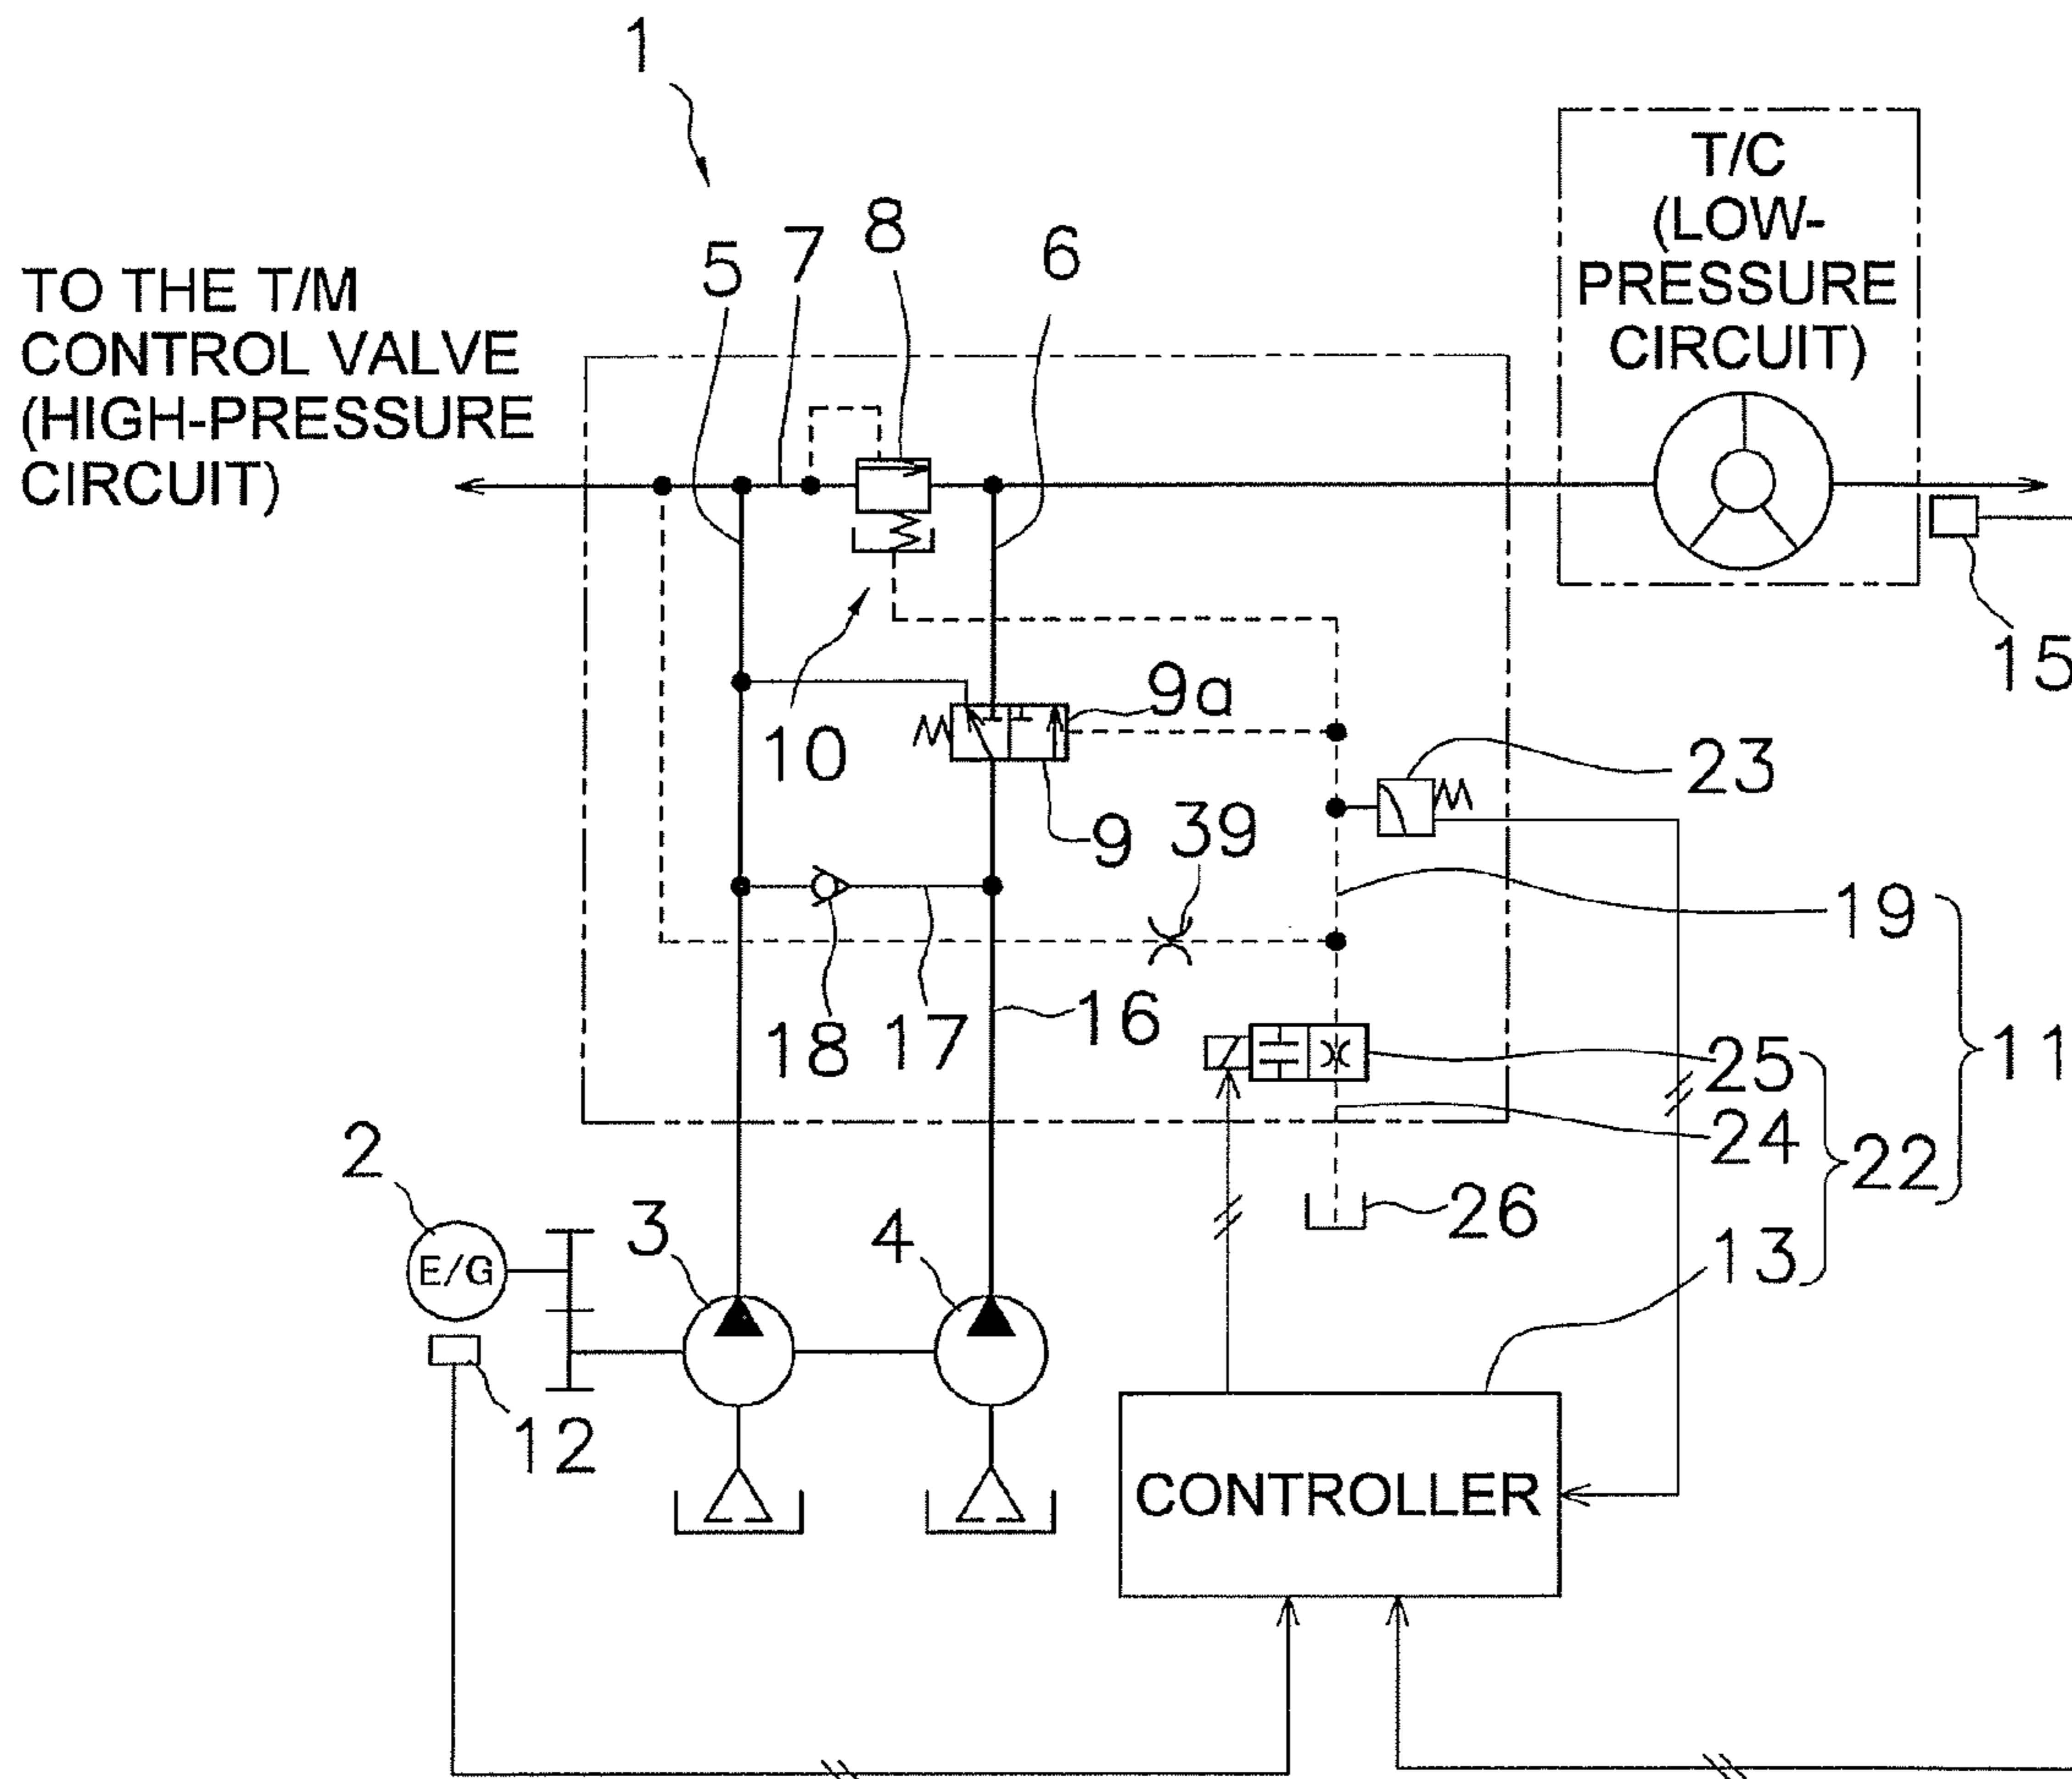 1
T/C
(LOW-
PRESSURE
CIRCUIT)
TO THE T/M
CONTROL VALVE
(HIGH-PRESSURE
CIRCUIT)
5
7
8
6
15
10
9a
9
23
39
19
18
17
16
11
25
24
22
26
13
2
E/G
3
4
12
CONTROLLER